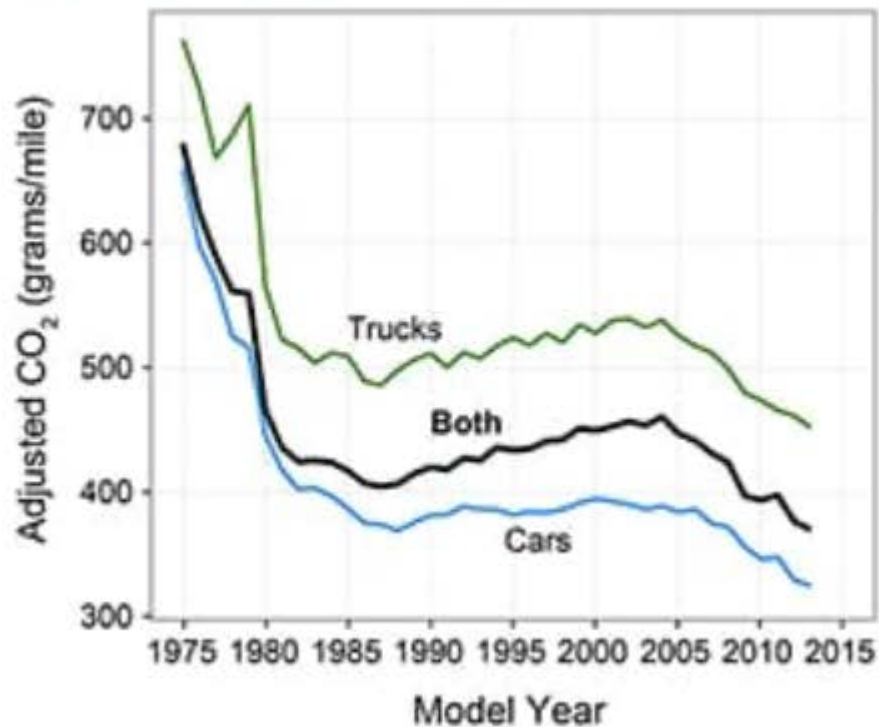 Adjusted CO₂ (grams/mile)
700
600
500
400
300
Trucks
Both
Cars
1975 1980 1985 1990 1995 2000 2005 2010 2015
Model Year